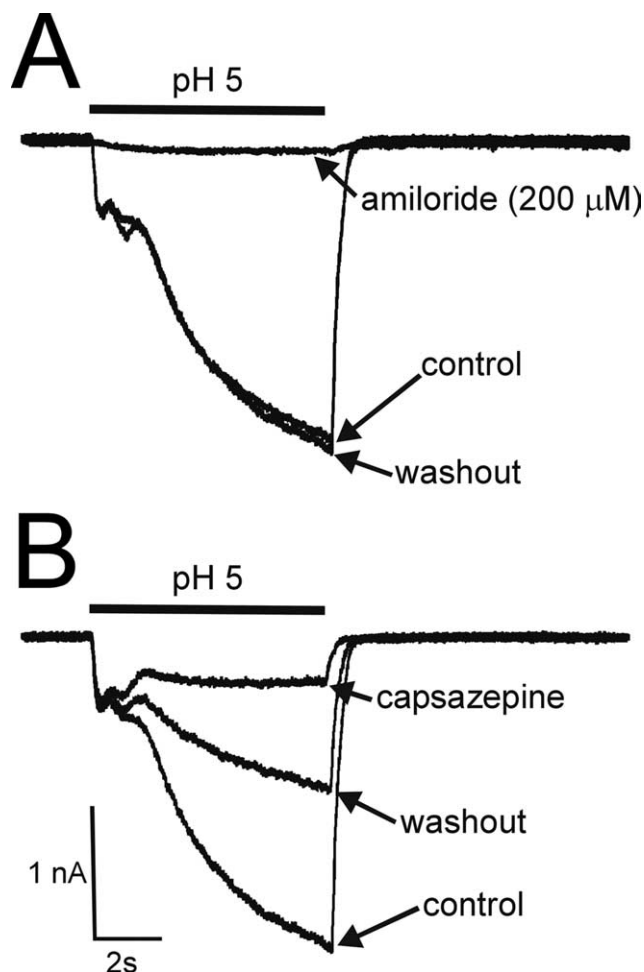 A
pH 5
amiloride (200 μM)
control
washout
B
pH 5
capsazepine
washout
control
1 nA
2s